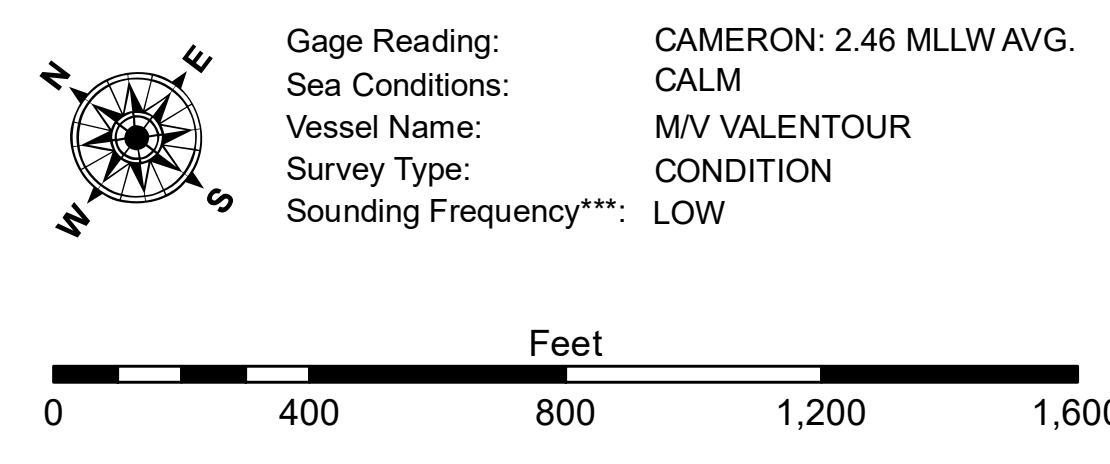 N E
Gage Reading: CAMERON: 2.46 MLLW AVG.
Sea Conditions: CALM
Vessel Name: M/V VALENTOUR
Survey Type: CONDITION
Sounding Frequency***: LOW
W S
Feet
0 400 800 1,200 1,600